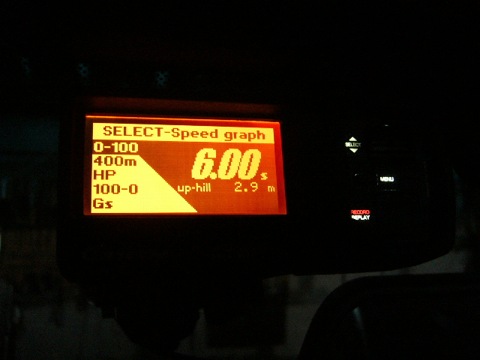 SELECT-Speed graph
0-100
400m
HP
100-0
Gs
6.00 s
up-hill 2.9 m
SELECT
MENU
RECORD
REPLAY